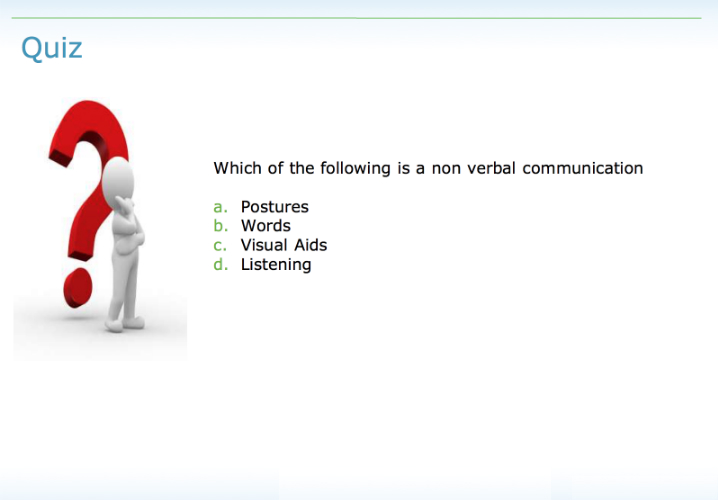 Quiz
Which of the following is a non verbal communication
a. Postures
b. Words
c. Visual Aids
d. Listening